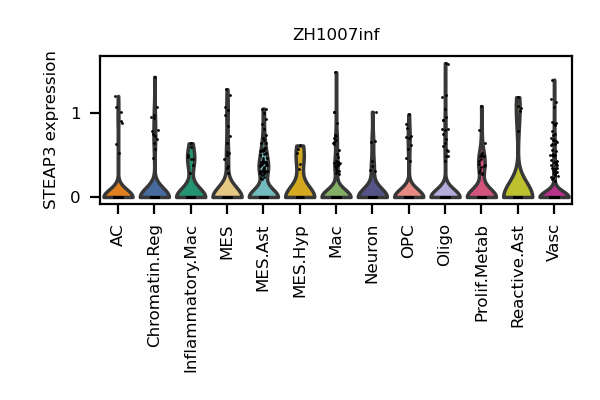 ZH1007inf
STEAP3 expression
1
0
AC
Chromatin.Reg
Inflammatory.Mac
MES
MES.Ast
MES.Hyp
Mac
Neuron
OPC
Oligo
Prolif.Metab
Reactive.Ast
Vasc